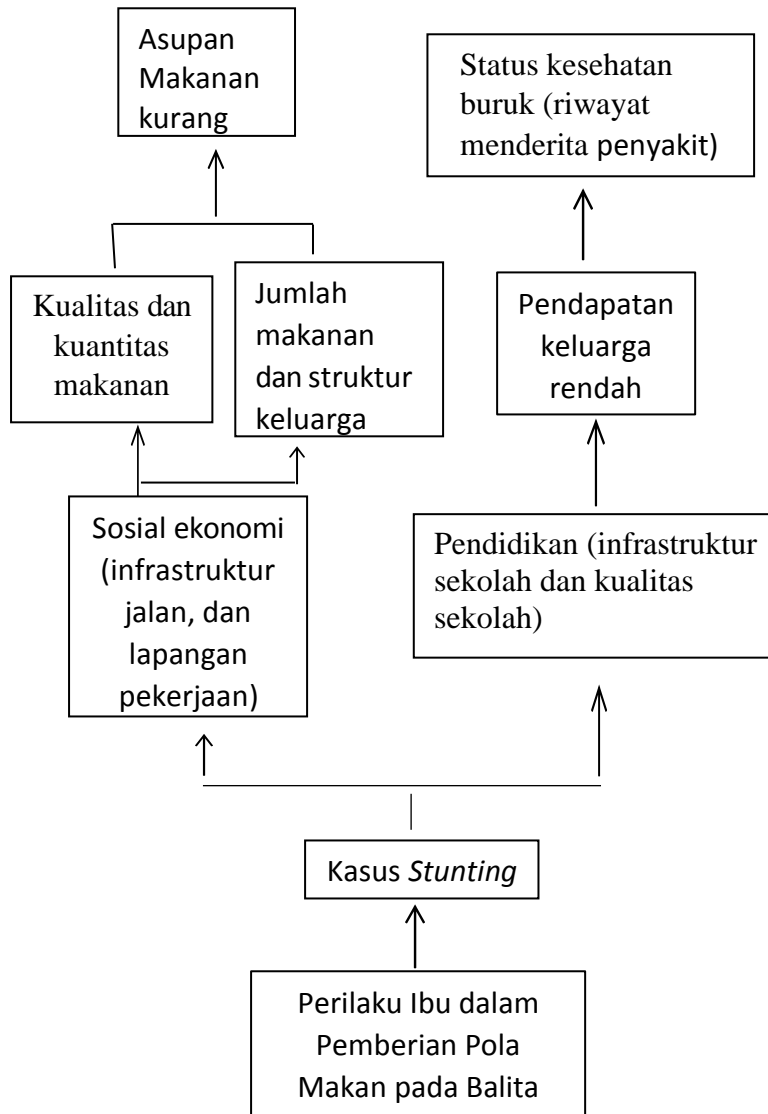 Asupan
Makanan
kurang
Status kesehatan
buruk (riwayat
menderita penyakit)
Kualitas dan
kuantitas
makanan
Jumlah
makanan
dan struktur
keluarga
Pendapatan
keluarga
rendah
Sosial ekonomi
(infrastruktur
jalan, dan
lapangan
pekerjaan)
Pendidikan (infrastruktur
sekolah dan kualitas
sekolah)
Kasus Stunting
Perilaku Ibu dalam
Pemberian Pola
Makan pada Balita